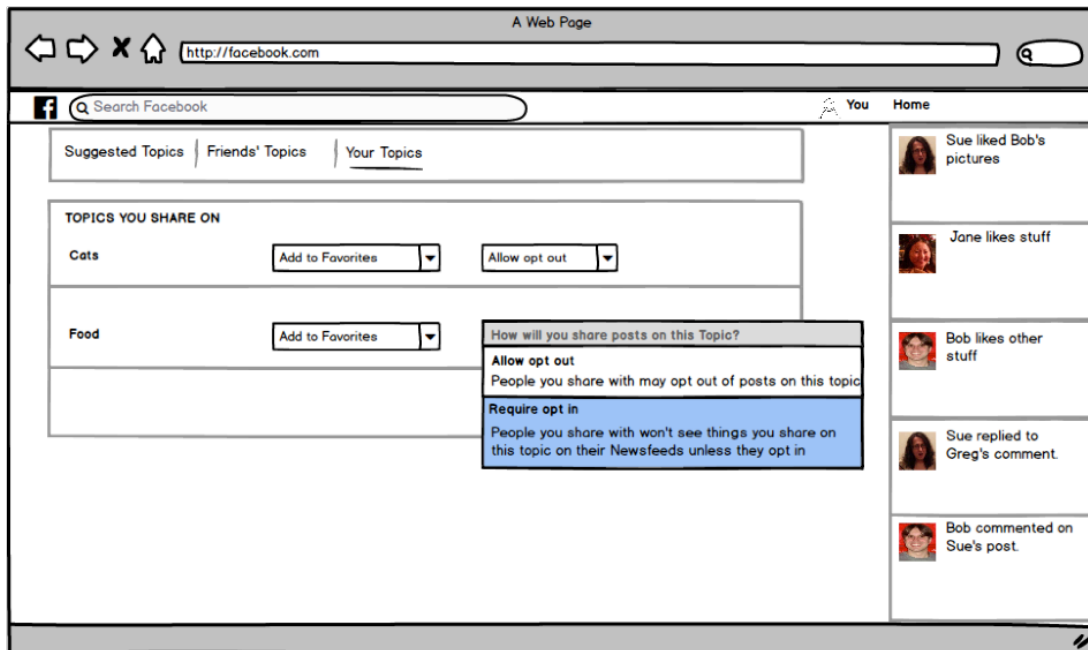 A Web Page
http://facebook.com
f Search Facebook You Home
Suggested Topics Friends' Topics Your Topics
TOPICS YOU SHARE ON
Cats Add to Favorites Allow opt out
Food Add to Favorites
How will you share posts on this Topic?
Allow opt out
People you share with may opt out of posts on this topic
Require opt in
People you share with won't see things you share on
this topic on their Newsfeeds unless they opt in
Sue liked Bob's
pictures
Jane likes stuff
Bob likes other
stuff
Sue replied to
Greg's comment.
Bob commented on
Sue's post.